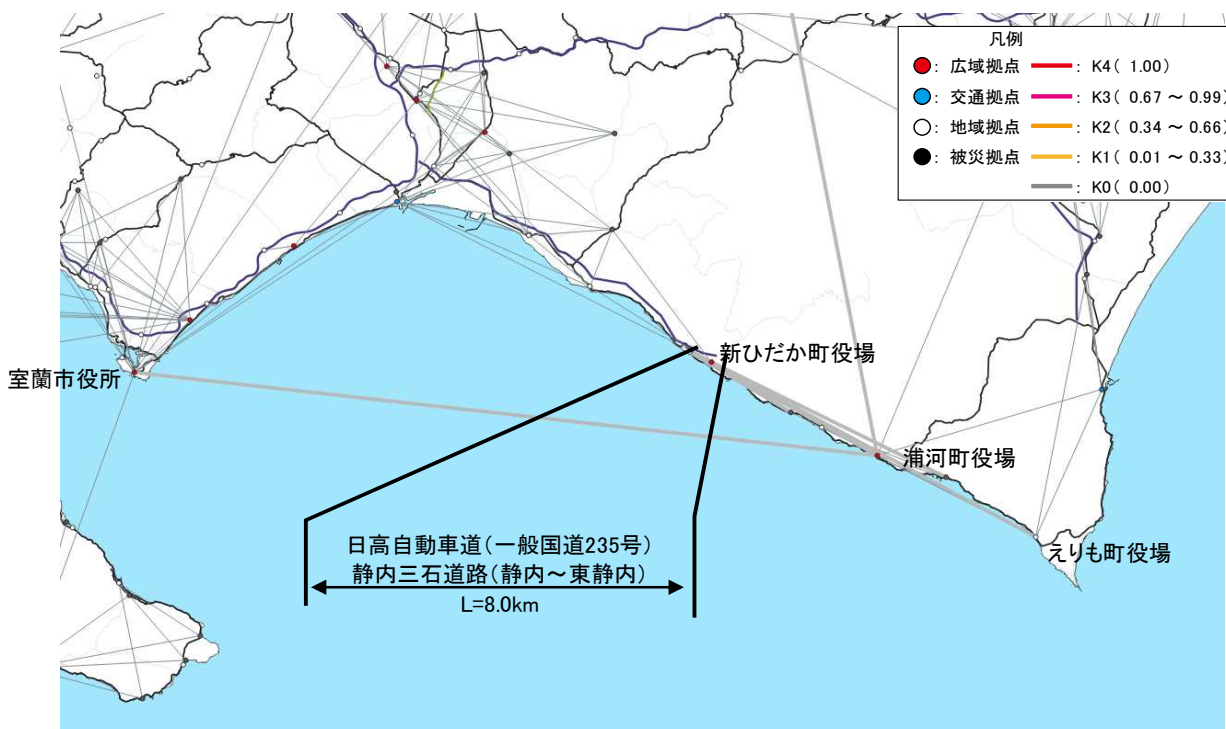 凡例
●: 広域拠点 ━: K4( 1.00)
●: 交通拠点 ━: K3( 0.67 ~ 0.99)
○: 地域拠点 ━: K2( 0.34 ~ 0.66)
●: 被災拠点 ━: K1( 0.01 ~ 0.33)
━: K0( 0.00)
新ひだか町役場
室蘭市役所
浦河町役場
えりも町役場
日高自動車道(一般国道235号)
静内三石道路(静内~東静内)
L=8.0km